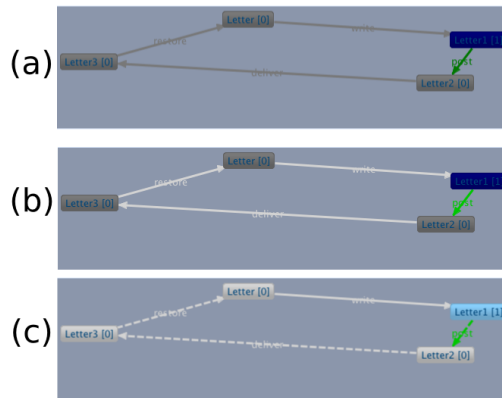 Letter [0]
restore
write
Letter1 [1]
(a)
Letter3 [0]
post
deliver
Letter2 [0]
Letter [0]
restore
write
Letter1 [1]
(b)
Letter3 [0]
post
deliver
Letter2 [0]
Letter [0]
restore
write
Letter1 [1]
(c)
Letter3 [0]
post
deliver
Letter2 [0]